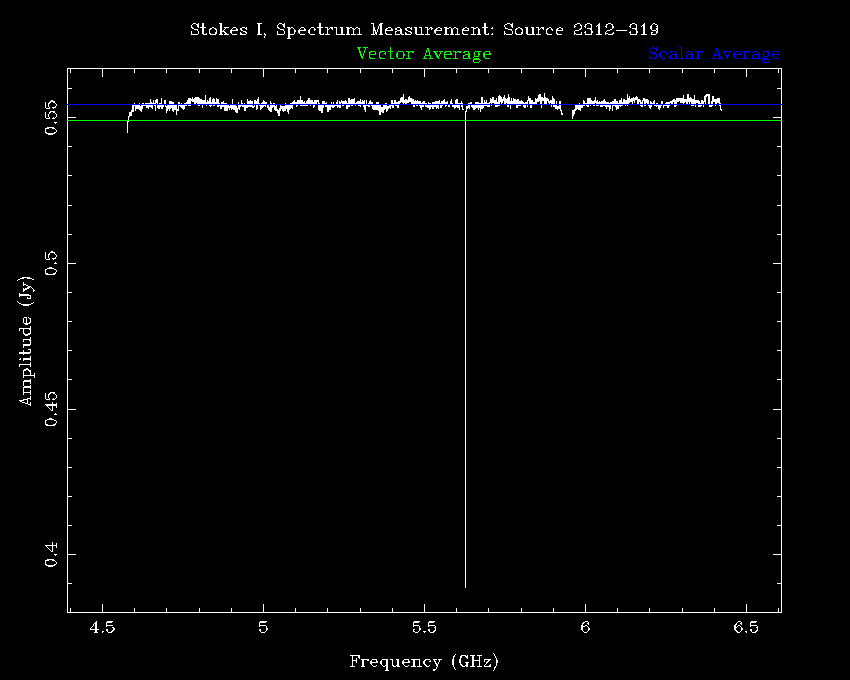 Stokes I, Spectrum Measurement: Source 2312-319
Vector Average Scalar Average
0.55
0.5
0.45
0.4
Amplitude (Jy)
4.5 5 5.5 6 6.5
Frequency (GHz)